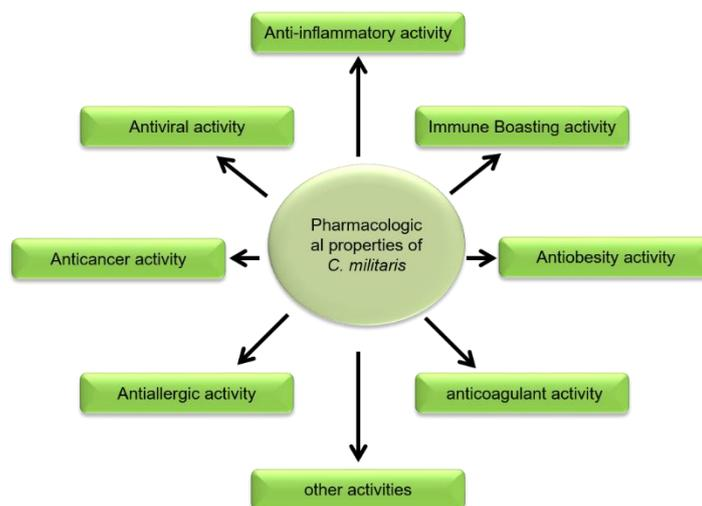 Anti-inflammatory activity
Antiviral activity
Immune Boasting activity
Pharmacologic
al properties of
C. militaris
Anticancer activity
Antiobesity activity
Antiallergic activity
anticoagulant activity
other activities